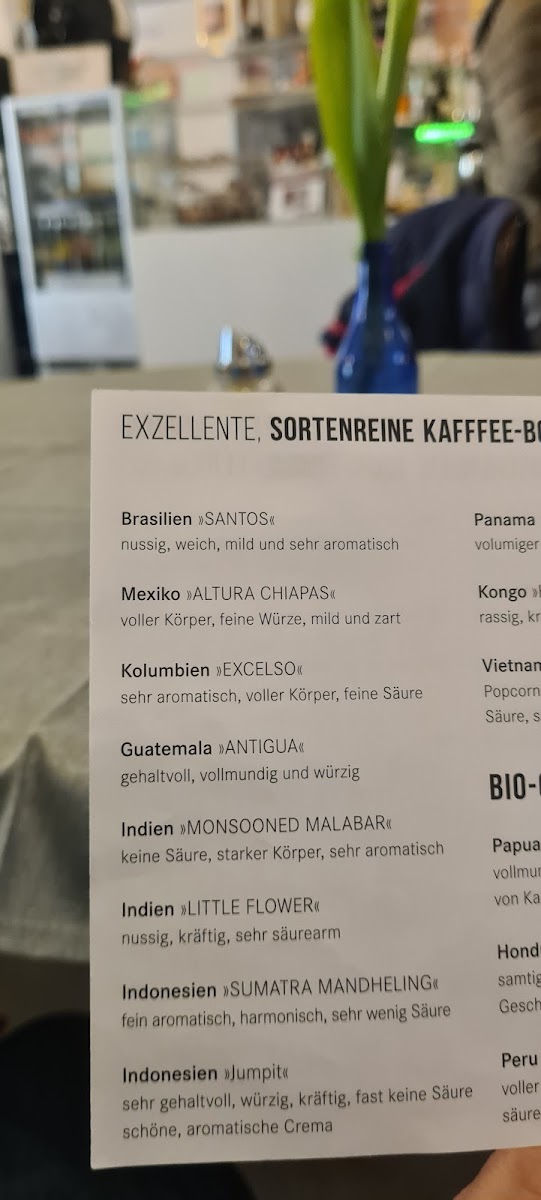 EXZELLENTE, SORTENREINE KAFFFEE-BO
Brasilien »SANTOS«
nussig, weich, mild und sehr aromatisch
Mexiko »ALTURA CHIAPAS«
voller Körper, feine Würze, mild und zart
Kolumbien »EXCELSO«
sehr aromatisch, voller Körper, feine Säure
Guatemala »ANTIGUA«
gehaltvoll, vollmundig und würzig
Indien »MONSOONED MALABAR«
keine Säure, starker Körper, sehr aromatisch
Indien »LITTLE FLOWER«
nussig, kräftig, sehr säurearm
Indonesien »SUMATRA MANDHELING«
fein aromatisch, harmonisch, sehr wenig Säure
Indonesien »Jumpit«
sehr gehaltvoll, würzig, kräftig, fast keine Säure
schöne, aromatische Crema
Panama
volumiger
Kongo »
rassig, kr
Vietnam
Popcorn
Säure, s
BIO-
Papua
vollmun
von Ka
Hond
samtig
Gesch
Peru
voller
säure